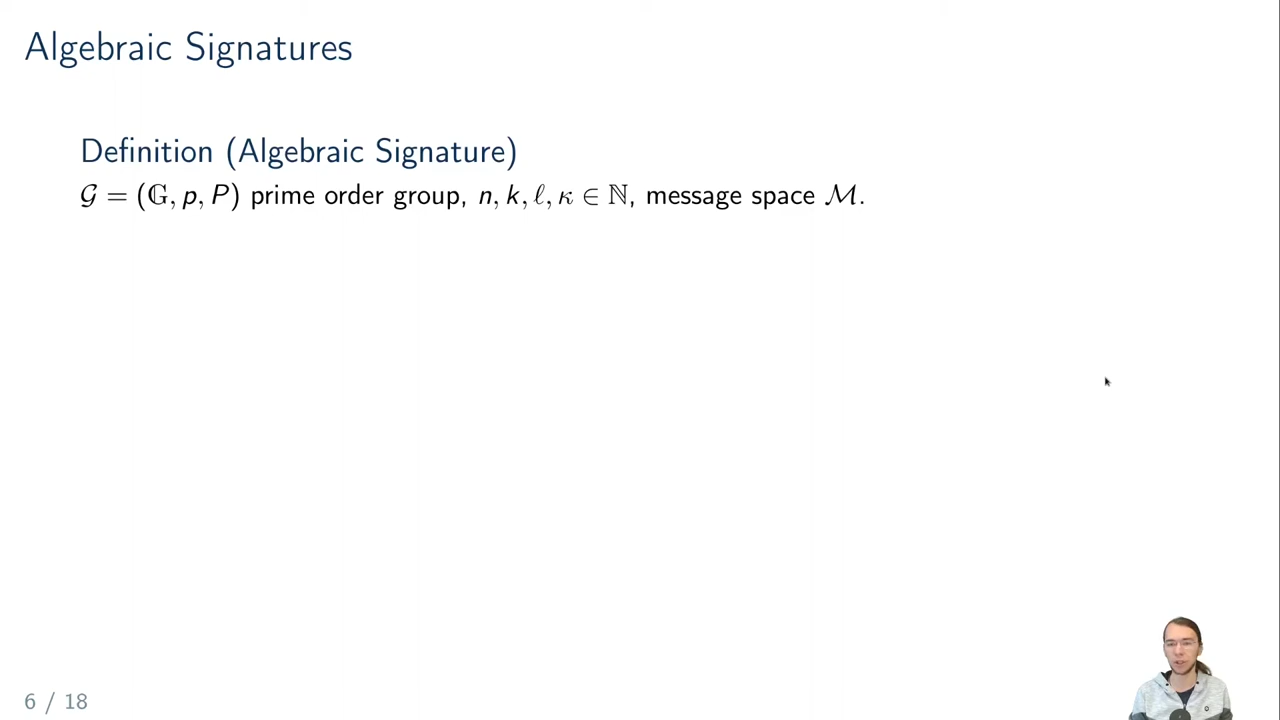 Algebraic Signatures
Definition (Algebraic Signature)
𝒢 = (𝔾, p, P) prime order group, n, k, ℓ, κ ∈ ℕ, message space ℳ.
6 / 18